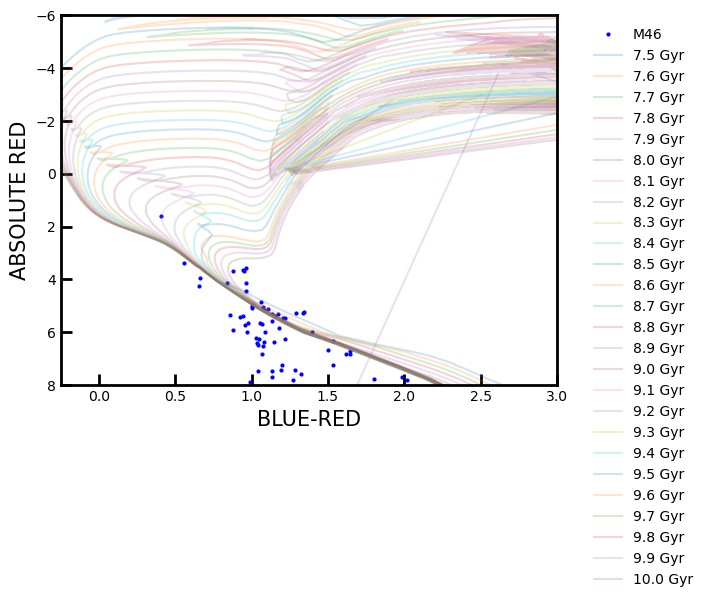 −6
−4
−2
0
2
4
6
8
ABSOLUTE RED
0.0 0.5 1.0 1.5 2.0 2.5 3.0
BLUE-RED
M46
7.5 Gyr
7.6 Gyr
7.7 Gyr
7.8 Gyr
7.9 Gyr
8.0 Gyr
8.1 Gyr
8.2 Gyr
8.3 Gyr
8.4 Gyr
8.5 Gyr
8.6 Gyr
8.7 Gyr
8.8 Gyr
8.9 Gyr
9.0 Gyr
9.1 Gyr
9.2 Gyr
9.3 Gyr
9.4 Gyr
9.5 Gyr
9.6 Gyr
9.7 Gyr
9.8 Gyr
9.9 Gyr
10.0 Gyr